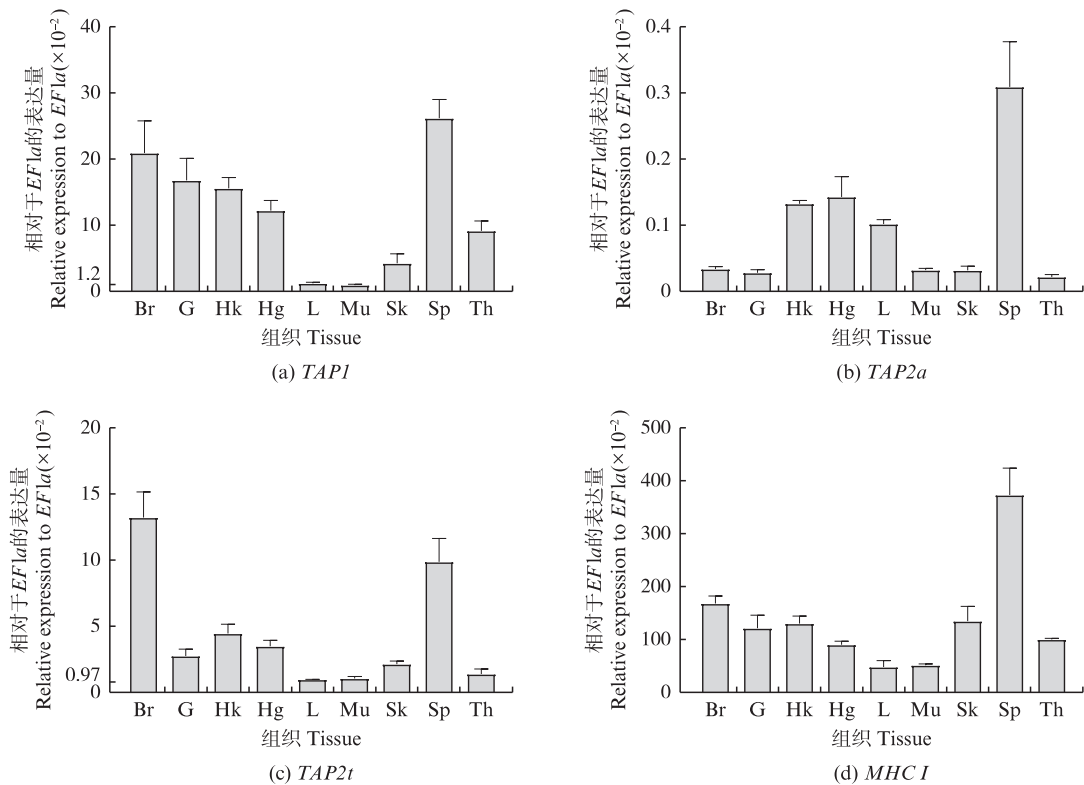 相对于EF1a的表达量
Relative expression to EF1a(×10⁻²)
40
30
20
10
1.2
0
Br G Hk Hg L Mu Sk Sp Th
组织 Tissue
(a) TAP1
相对于EF1a的表达量
Relative expression to EF1a(×10⁻²)
0.4
0.3
0.2
0.1
0
Br G Hk Hg L Mu Sk Sp Th
组织 Tissue
(b) TAP2a
相对于EF1a的表达量
Relative expression to EF1a(×10⁻²)
20
15
10
5
0.97
0
Br G Hk Hg L Mu Sk Sp Th
组织 Tissue
(c) TAP2t
相对于EF1a的表达量
Relative expression to EF1a(×10⁻²)
500
400
300
200
100
0
Br G Hk Hg L Mu Sk Sp Th
组织 Tissue
(d) MHC I